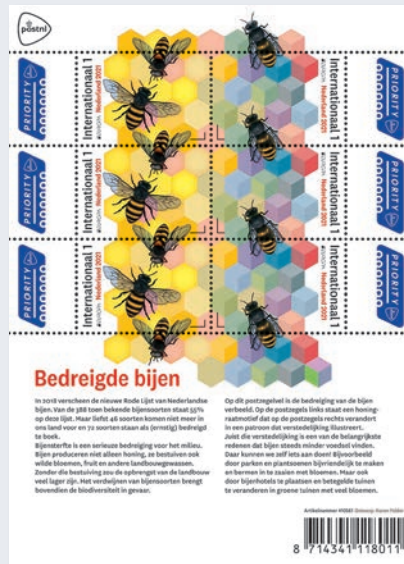 postnl
PRIORITY
Internationaal 1
Nederland 2021
Internationaal 1
Nederland 2021
PRIORITY
PRIORITY
Internationaal 1
Nederland 2021
Internationaal 1
Nederland 2021
PRIORITY
PRIORITY
Internationaal 1
Nederland 2021
Internationaal 1
Nederland 2021
PRIORITY
Bedreigde bijen
In 2018 verscheen de nieuwe Rode Lijst van Nederlandse
bijen. Van de 388 toen bekende bijensoorten staat 55%
op deze lijst. Maar liefst 46 soorten komen niet meer in
ons land voor en 72 soorten staan als (ernstig) bedreigd
te boek.
Bijensterfte is een serieuze bedreiging voor het milieu.
Bijen produceren niet alleen honing, ze bestuiven ook
wilde bloemen, fruit en andere landbouwgewassen.
Zonder die bestuiving zou de opbrengst van de landbouw
veel lager zijn. Het verdwijnen van bijensoorten brengt
bovendien de biodiversiteit in gevaar.
Op dit postzegelvel is de bedreiging van de bijen
verbeeld. Op de postzegels links staat een honing-
raatmotief dat op de postzegels rechts verandert
in een patroon dat verstedelijking illustreert.
Juist die verstedelijking is een van de belangrijkste
redenen dat bijen steeds minder voedsel vinden.
Daar kunnen we zelf iets aan doen! Bijvoorbeeld
door parken en plantsoenen bijvriendelijk te maken
en bermen in te zaaien met bloemen. Maar ook
door bijenhotels te plaatsen en betegelde tuinen
te veranderen in groene tuinen met veel bloemen.
Artikelnummer
8 714341 118011